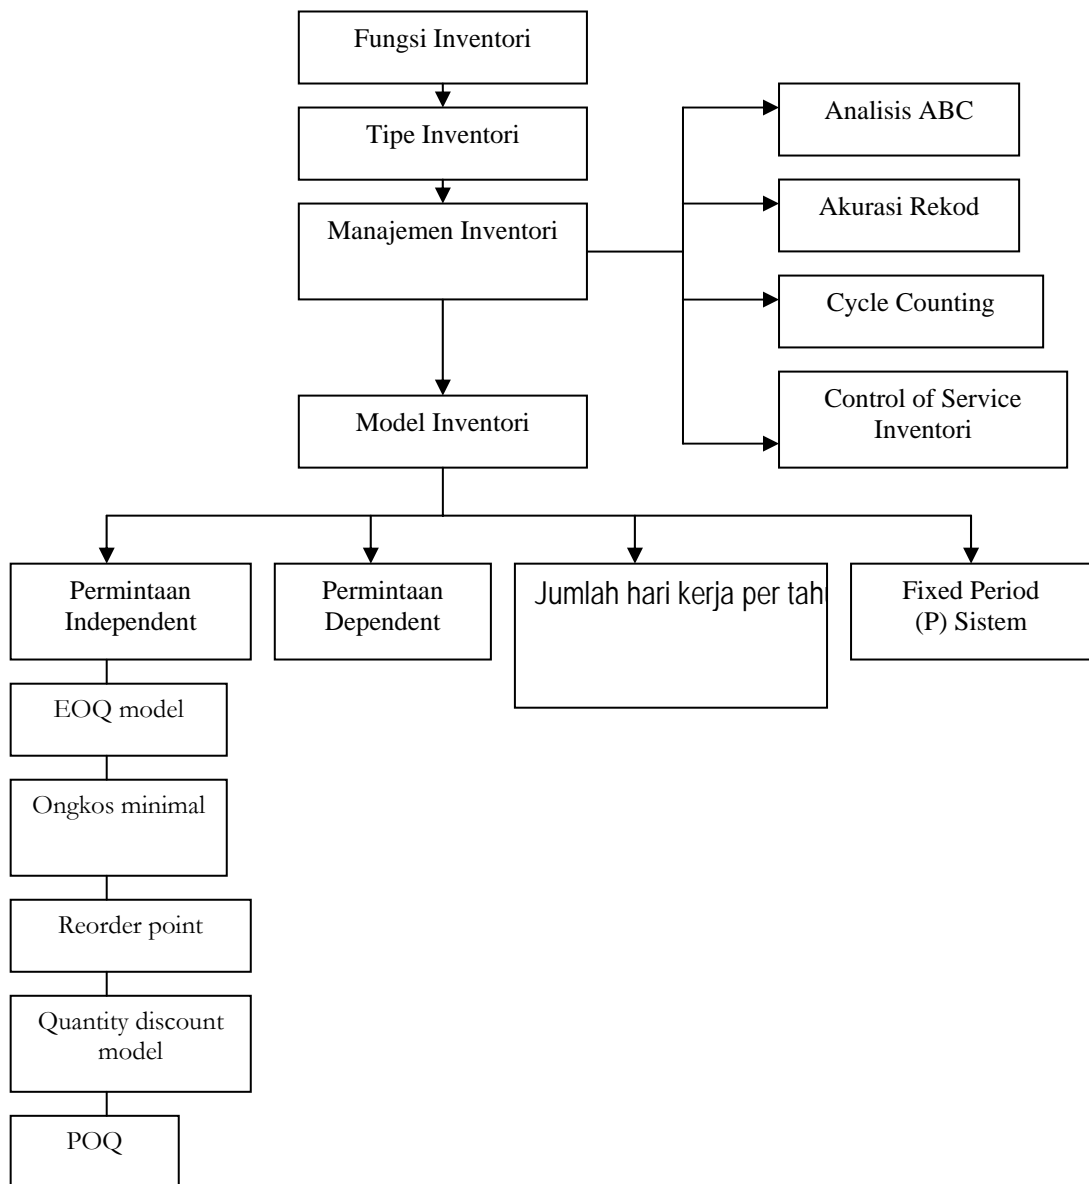 Fungsi Inventori
Tipe Inventori
Manajemen Inventori
Analisis ABC
Akurasi Rekod
Cycle Counting
Control of Service
Inventori
Model Inventori
Permintaan
Independent
Permintaan
Dependent
Jumlah hari kerja per
Fixed Period
(P) Sistem
EOQ model
Ongkos minimal
Reorder point
Quantity discount
model
POQ